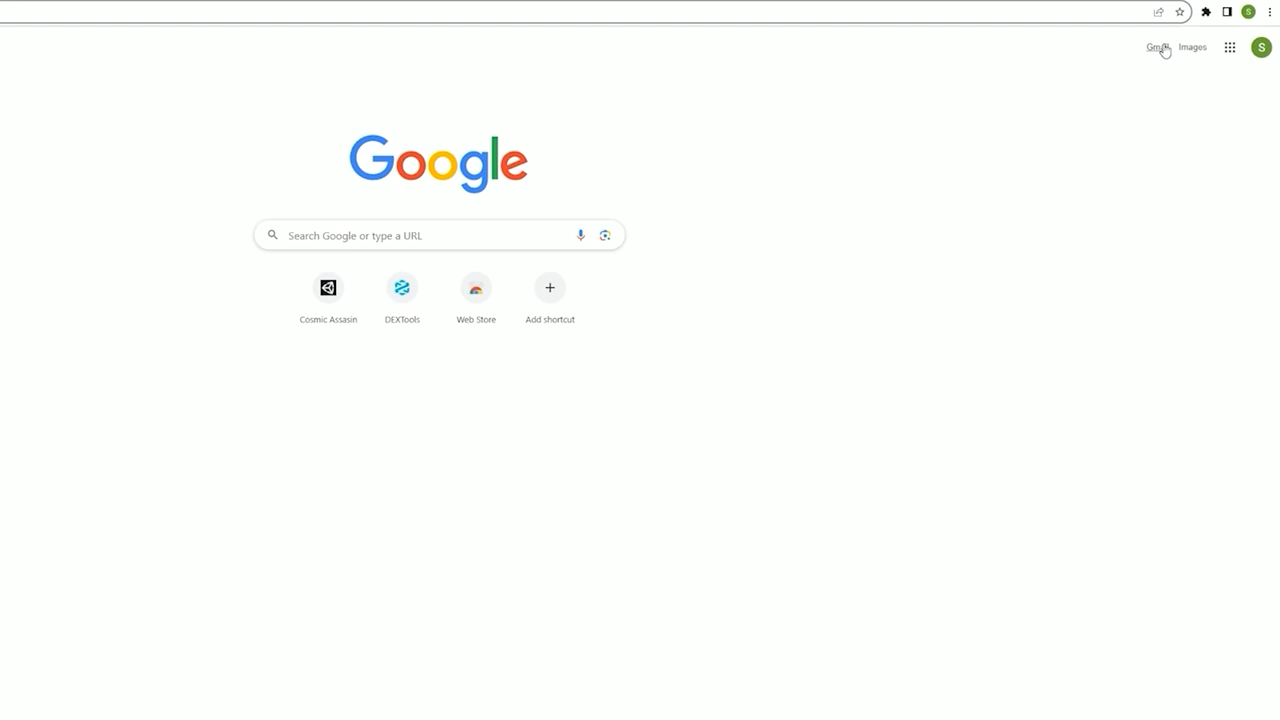 S
Gmail Images
S
Google
Search Google or type a URL
Cosmic Assasin
DEXTools
Web Store
Add shortcut